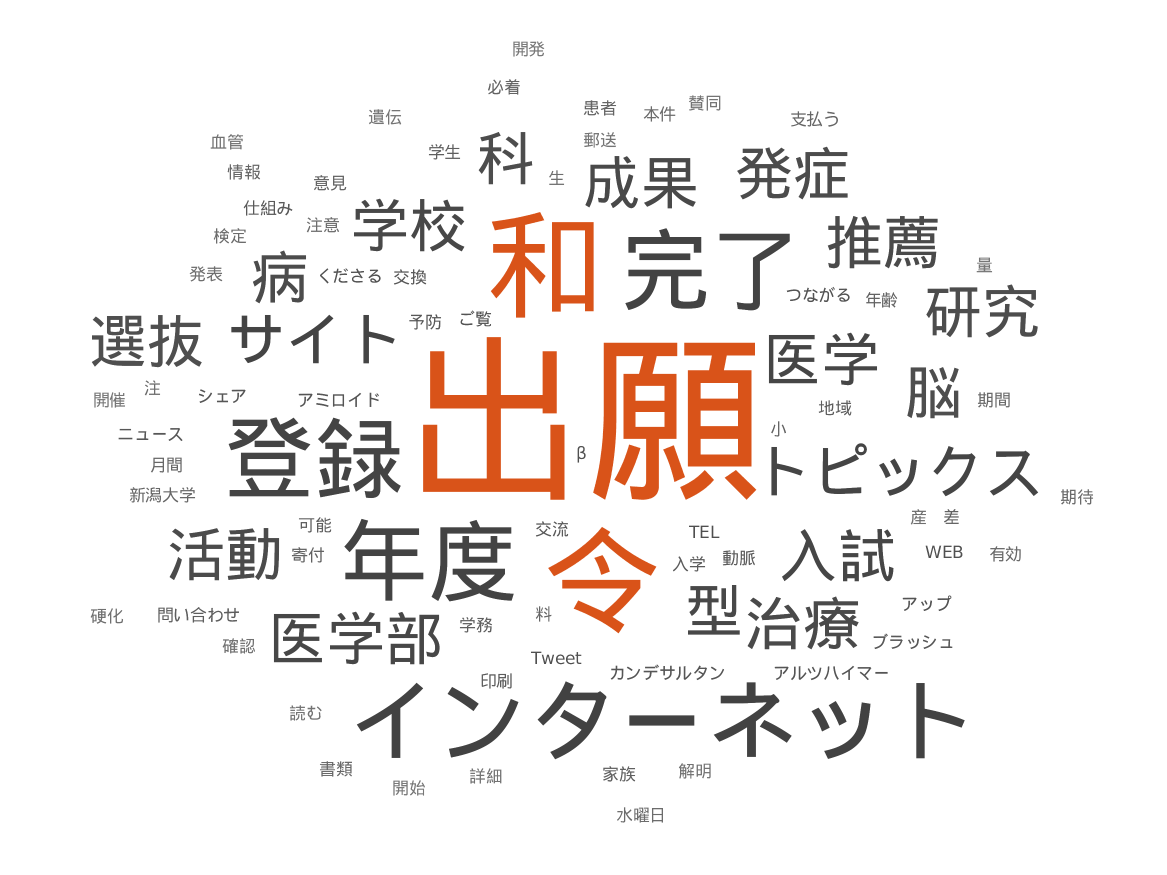 開発
必着
患者 本件 賛同
遺伝 支払う
血管 学生 科 郵送
情報 意見 生 成果 発症
仕組み 注意 学校
検定 和 完了 推薦
発表 病 くださる 交換 つながる 年齢 量
選抜 サイト 予防 ご覧 研究
医学
開催 注 シェア アミロイド 出願 地域 脳 期間
ニュース 登録 β 小
月間 トピックス
新潟大学 期待
可能 年度 交流 TEL 産 差
活動 寄付 令 入学 動脈 入試 WEB 有効
硬化 問い合わせ 料 型 治療 アップ
確認 医学部 学務 ブラッシュ
Tweet カンデサルタン アルツハイマー
印刷
読む インターネット
書類 開始 詳細 家族 解明
水曜日